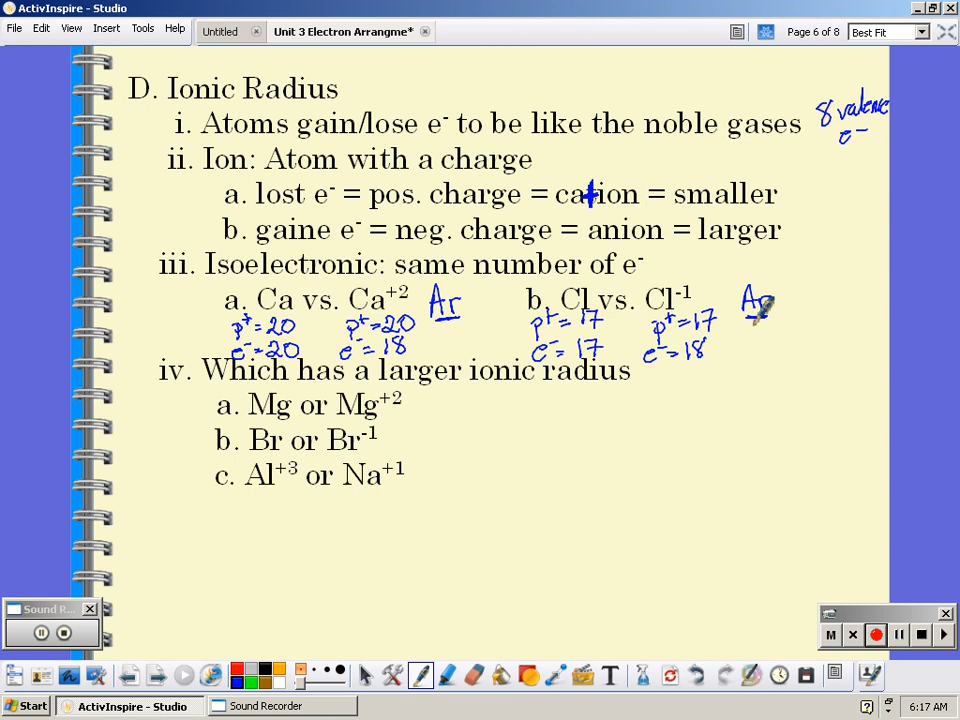 ActivInspire - Studio
File Edit View Insert Tools Help Untitled Unit 3 Electron Arrangme* Page 6 of 8 Best Fit
D. Ionic Radius
i. Atoms gain/lose e- to be like the noble gases 8 valence e-
ii. Ion: Atom with a charge
a. lost e- = pos. charge = cation = smaller
b. gaine e- = neg. charge = anion = larger
iii. Isoelectronic: same number of e-
a. Ca vs. Ca+2 Ar b. Cl vs. Cl-1 Ar
p+ = 20 p+ = 20 p+ = 17 p+ = 17
e- = 20 e- = 18 e- = 17 e- = 18
iv. Which has a larger ionic radius
a. Mg or Mg+2
b. Br or Br-1
c. Al+3 or Na+1
Sound R...
M
T
Start ActivInspire - Studio Sound Recorder 6:17 AM